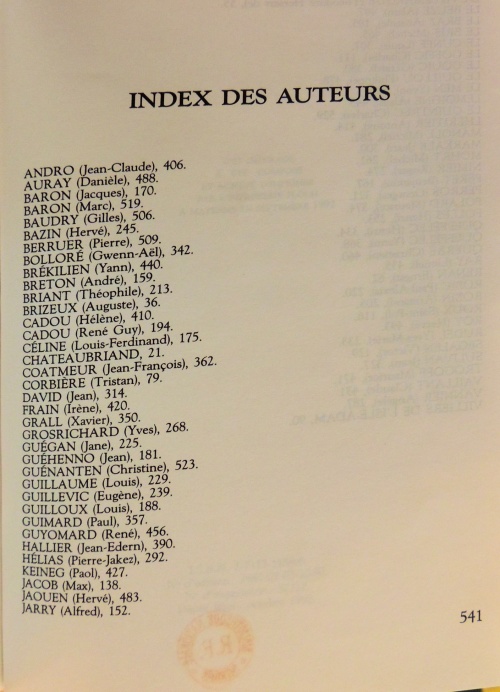 INDEX DES AUTEURS
ANDRO (Jean-Claude), 406.
AURAY (Danièle), 488.
BARON (Jacques), 170.
BARON (Marc), 519.
BAUDRY (Gilles), 506.
BAZIN (Hervé), 245.
BERRUER (Pierre), 509.
BOLLORÉ (Gwenn-Aël), 342.
BRÉKILIEN (Yann), 440.
BRETON (André), 159.
BRIANT (Théophile), 213.
BRIZEUX (Auguste), 36.
CADOU (Hélène), 410.
CADOU (René Guy), 194.
CÉLINE (Louis-Ferdinand), 175.
CHATEAUBRIAND, 21.
COATMEUR (Jean-François), 362.
CORBIÈRE (Tristan), 79.
DAVID (Jean), 314.
FRAIN (Irène), 420.
GRALL (Xavier), 350.
GROSRICHARD (Yves), 268.
GUÉGAN (Jane), 225.
GUÉHENNO (Jean), 181.
GUÉNANTEN (Christine), 523.
GUILLAUME (Louis), 229.
GUILLEVIC (Eugène), 239.
GUILLOUX (Louis), 188.
GUIMARD (Paul), 357.
GUYOMARD (René), 456.
HALLIER (Jean-Edern), 390.
HÉLIAS (Pierre-Jakez), 292.
KEINEG (Paol), 427.
JACOB (Max), 138.
JAOUEN (Hervé), 483.
JARRY (Alfred), 152.
541